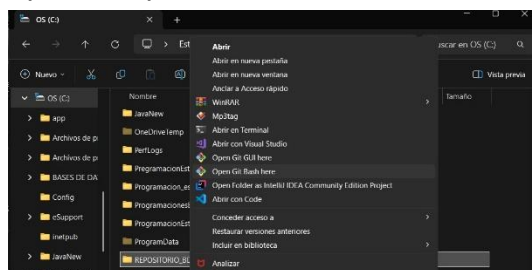 OS (C:)
Est
uscar en OS (C:)
Nuevo
Vista previa
OS (C:)
app
Archivos de p
Archivos de p
BASES DE DA
Config
eSupport
inetpub
JavaNew
Nombre
JavaNew
OneDriveTemp
PerfLogs
ProgramacionEst
Programacion_es
Programaciones
ProgramacionEst
ProgramData
REPOSITORIO_BD
Tamaño
Abrir
Abrir en nueva pestaña
Abrir en nueva ventana
Anclar a Acceso rápido
WinRAR
Mp3tag
Abrir en Terminal
Abrir con Visual Studio
Open Git GUI here
Open Git Bash here
Open Folder as IntelliJ IDEA Community Edition Project
Abrir con Code
Conceder acceso a
Restaurar versiones anteriores
Incluir en biblioteca
Analizar